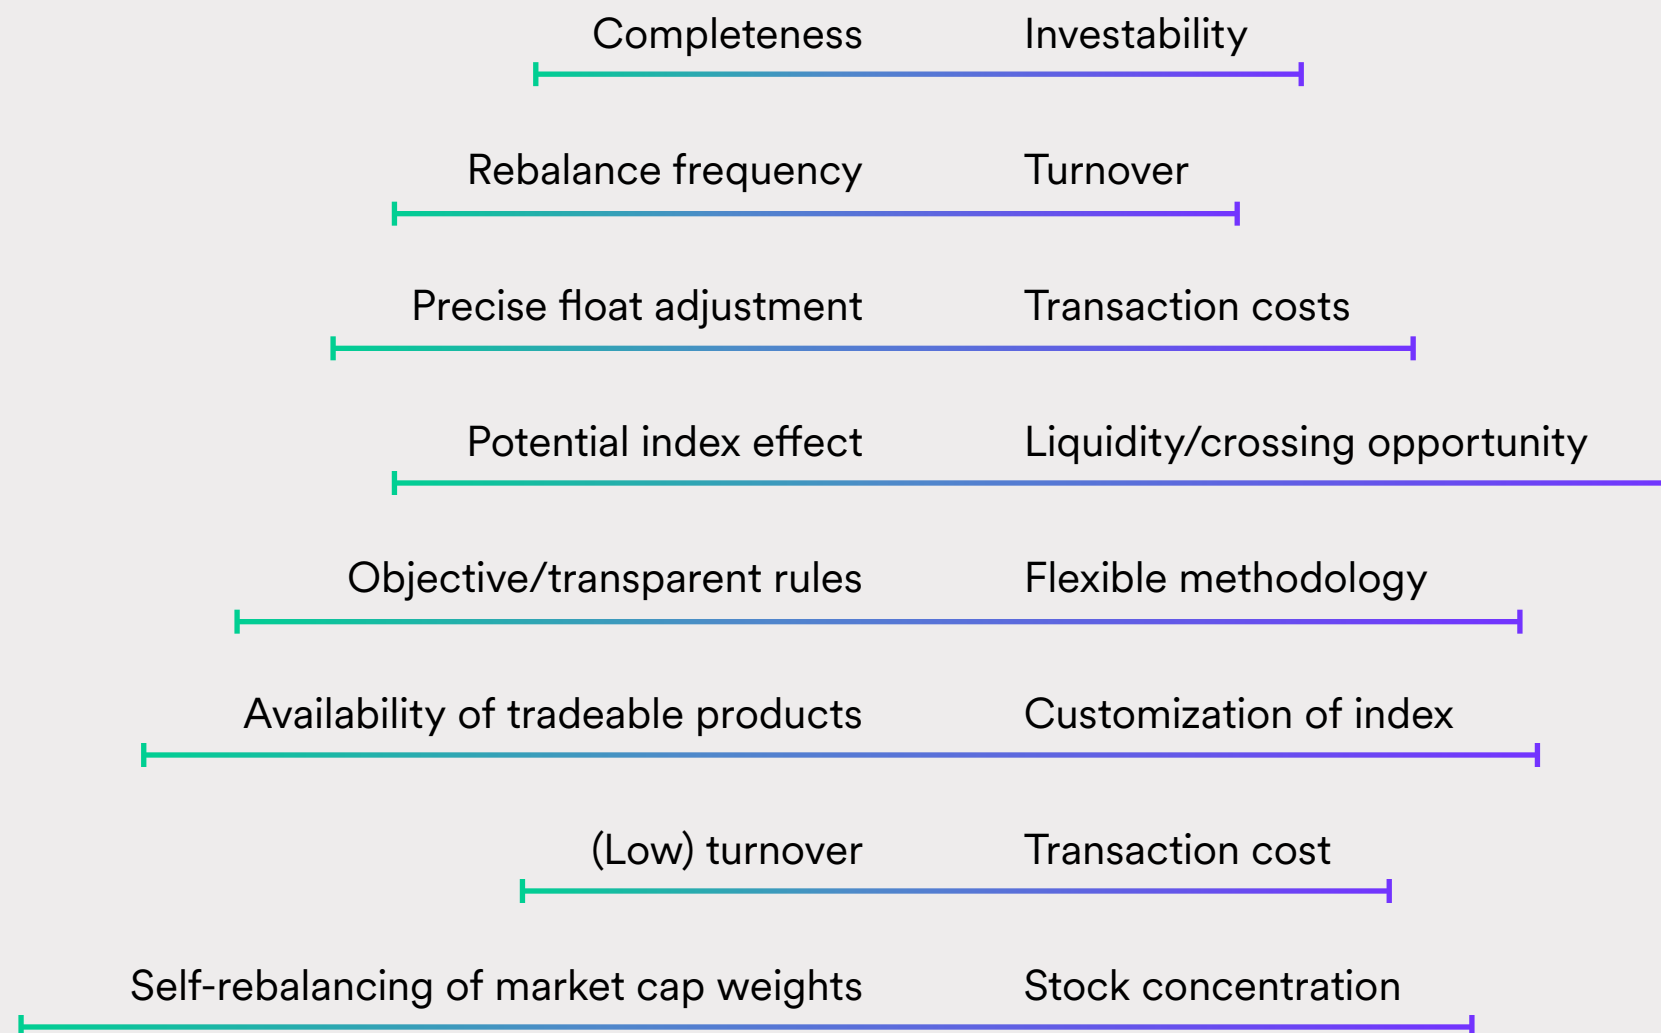 Completeness Investability
Rebalance frequency Turnover
Precise float adjustment Transaction costs
Potential index effect Liquidity/crossing opportunity
Objective/transparent rules Flexible methodology
Availability of tradeable products Customization of index
(Low) turnover Transaction cost
Self-rebalancing of market cap weights Stock concentration